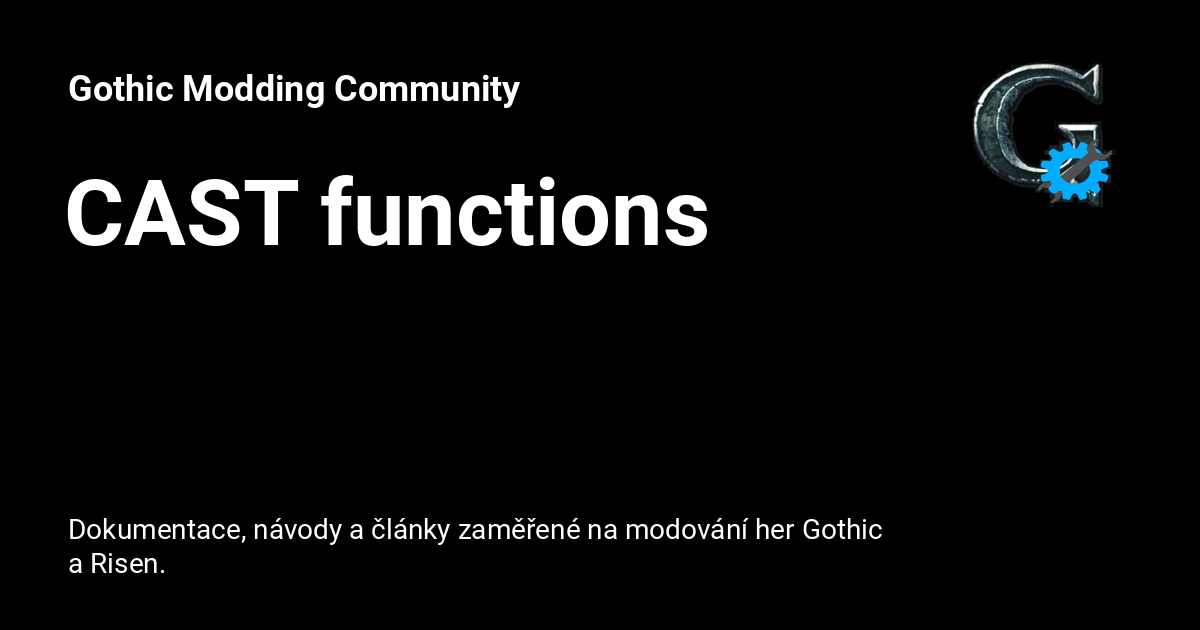 Gothic Modding Community
CAST functions
Dokumentace, návody a články zaměřené na modování her Gothic
a Risen.